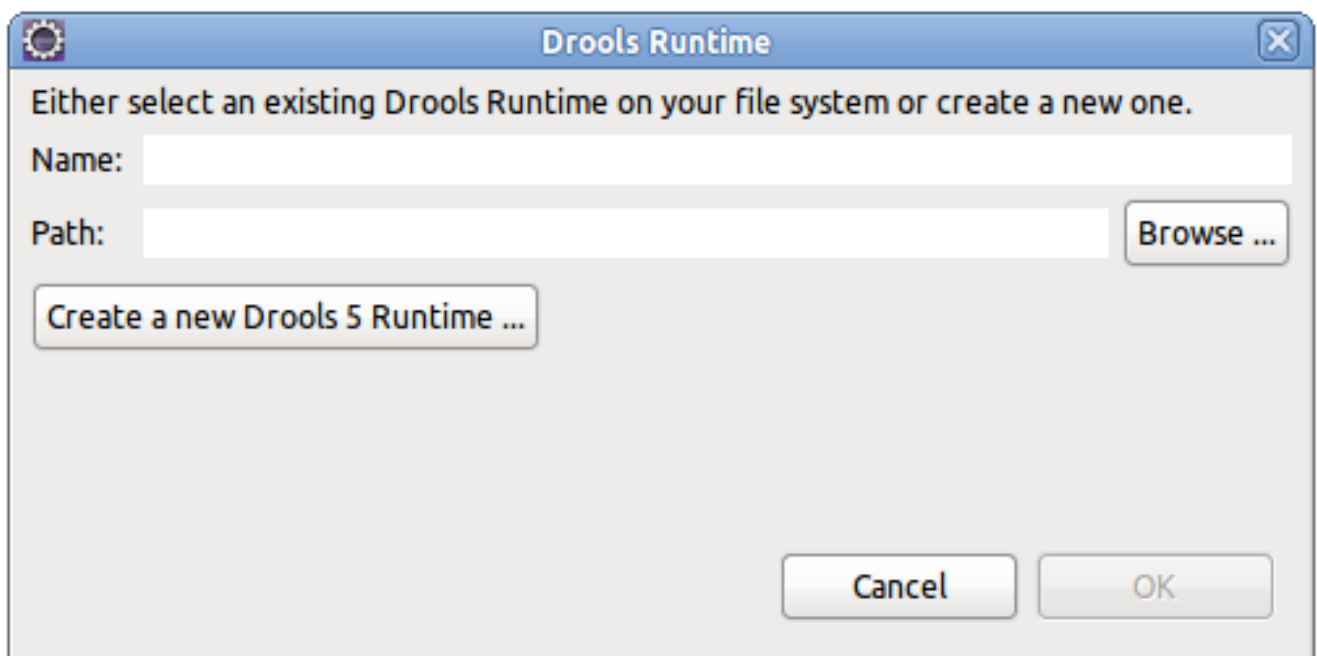 Drools Runtime
Either select an existing Drools Runtime on your file system or create a new one.
Name:
Path:
Browse ...
Create a new Drools 5 Runtime ...
Cancel
OK